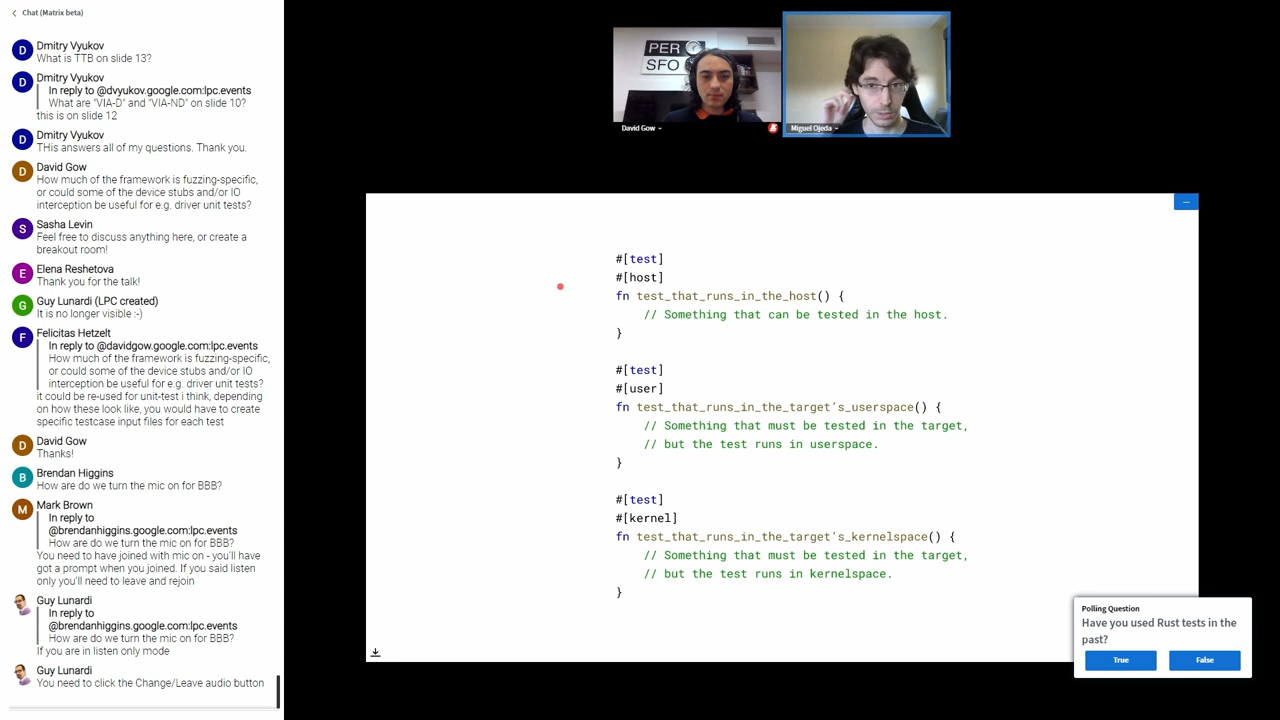 Chat (Matrix beta)
D
Dmitry Vyukov
What is TTB on slide 13?
D
Dmitry Vyukov
In reply to @dvyukov.google.com:lpc.events
What are "VIA-D" and "VIA-ND" on slide 10?
this is on slide 12
D
Dmitry Vyukov
THis answers all of my questions. Thank you.
D
David Gow
How much of the framework is fuzzing-specific,
or could some of the device stubs and/or IO
interception be useful for e.g. driver unit tests?
S
Sasha Levin
Feel free to discuss anything here, or create a
breakout room!
E
Elena Reshetova
Thank you for the talk!
G
Guy Lunardi (LPC created)
It is no longer visible :-)
F
Felicitas Hetzelt
In reply to @davidgow.google.com:lpc.events
How much of the framework is fuzzing-specific,
or could some of the device stubs and/or IO
interception be useful for e.g. driver unit tests?
it could be re-used for unit-test i think, depending
on how these look like, you would have to create
specific testcase input files for each test
D
David Gow
Thanks!
B
Brendan Higgins
How are do we turn the mic on for BBB?
M
Mark Brown
In reply to
@brendanhiggins.google.com:lpc.events
How are do we turn the mic on for BBB?
You need to have joined with mic on - you'll have
got a prompt when you joined. If you said listen
only you'll need to leave and rejoin
Guy Lunardi
In reply to
@brendanhiggins.google.com:lpc.events
How are do we turn the mic on for BBB?
If you are in listen only mode
Guy Lunardi
You need to click the Change/Leave audio button
PER
SFO
David Gow
Miguel Ojeda
#[test]
#[host]
fn test_that_runs_in_the_host() {
// Something that can be tested in the host.
}
#[test]
#[user]
fn test_that_runs_in_the_target's_userspace() {
// Something that must be tested in the target,
// but the test runs in userspace.
}
#[test]
#[kernel]
fn test_that_runs_in_the_target's_kernelspace() {
// Something that must be tested in the target,
// but the test runs in kernelspace.
}
Polling Question
Have you used Rust tests in the
past?
True
False